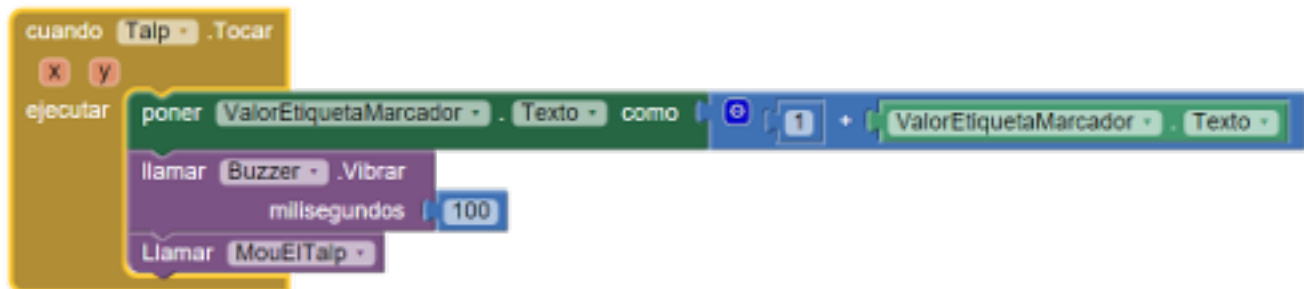 cuando Talp .Tocar
x y
ejecutar poner ValorEtiquetaMarcador . Texto como 1 + ValorEtiquetaMarcador . Texto
llamar Buzzer .Vibrar
milisegundos 100
Llamar MouElTalp